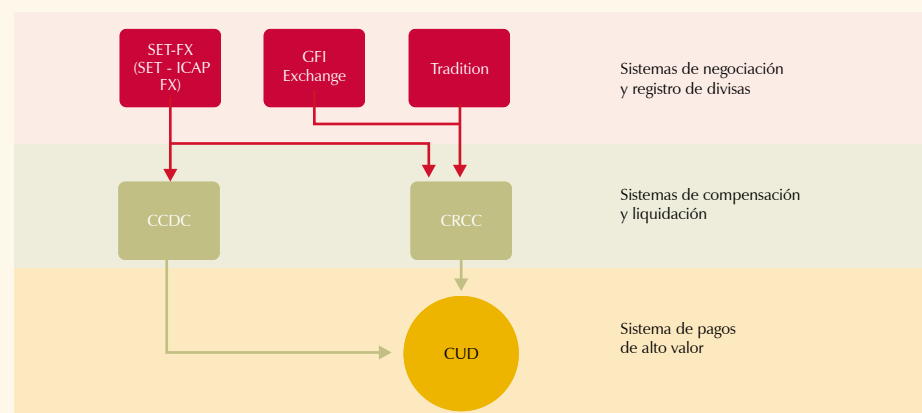 SET-FX
(SET - ICAP
FX)
GFI
Exchange
Tradition
Sistemas de negociación
y registro de divisas
CCDC
CRCC
Sistemas de compensación
y liquidación
CUD
Sistema de pagos
de alto valor